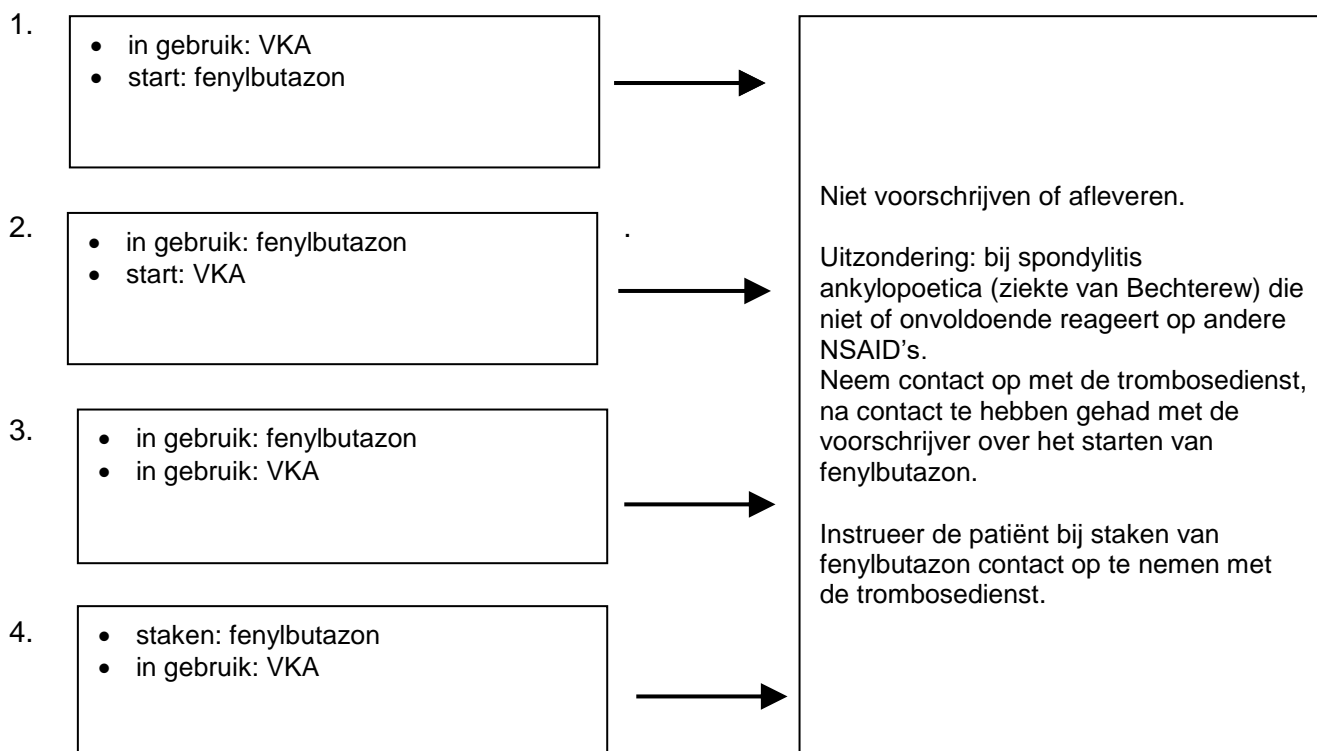 1.
• in gebruik: VKA
• start: fenylbutazon
2.
• in gebruik: fenylbutazon
• start: VKA
.
3.
• in gebruik: fenylbutazon
• in gebruik: VKA
4.
• staken: fenylbutazon
• in gebruik: VKA
Niet voorschrijven of afleveren.
Uitzondering: bij spondylitis
ankylopoetica (ziekte van Bechterew) die
niet of onvoldoende reageert op andere
NSAID’s.
Neem contact op met de trombosedienst,
na contact te hebben gehad met de
voorschrijver over het starten van
fenylbutazon.
Instrueer de patiënt bij staken van
fenylbutazon contact op te nemen met
de trombosedienst.